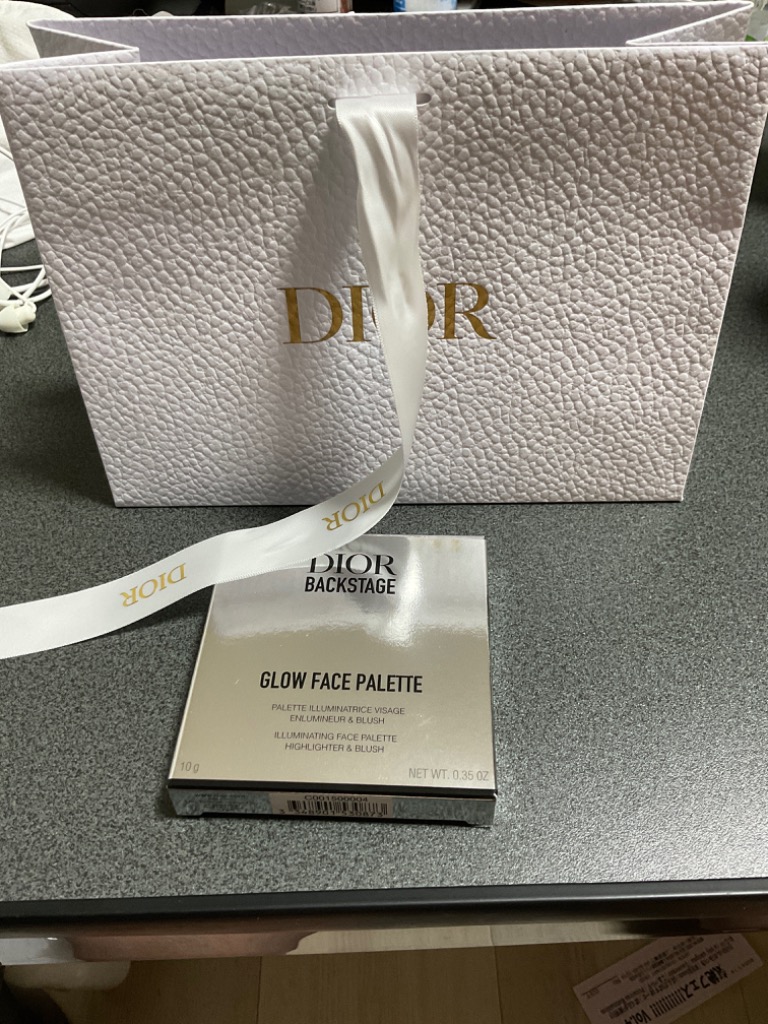 DIOR
DIOR
DIOR
DIOR
BACKSTAGE
GLOW FACE PALETTE
PALETTE ILLUMINATRICE VISAGE
ENLUMINEUR & BLUSH
ILLUMINATING FACE PALETTE
HIGHLIGHTER & BLUSH
10 g
NET WT. 0.35 OZ
C001500004